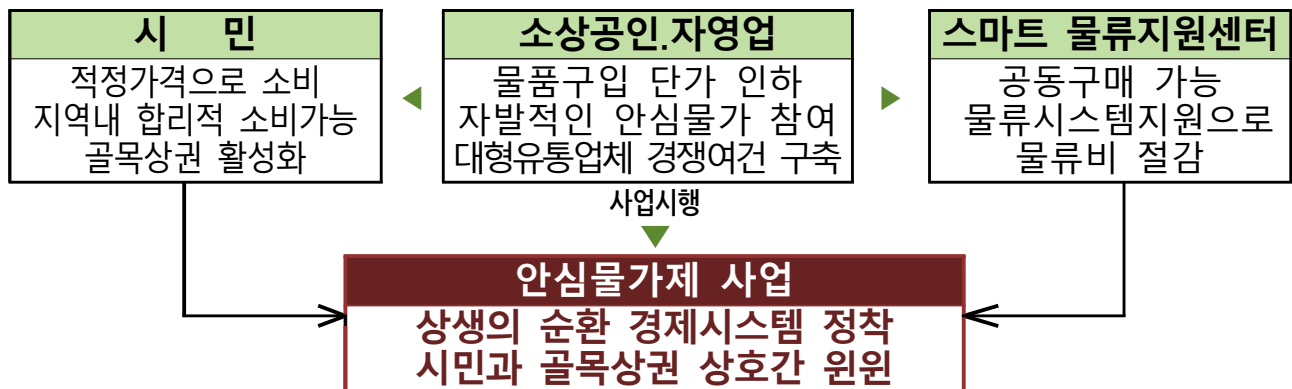 시 민
적정가격으로 소비
지역내 합리적 소비가능
골목상권 활성화
소상공인.자영업
물품구입 단가 인하
자발적인 안심물가 참여
대형유통업체 경쟁여건 구축
스마트 물류지원센터
공동구매 가능
물류시스템지원으로
물류비 절감
사업시행
안심물가제 사업
상생의 순환 경제시스템 정착
시민과 골목상권 상호간 윈윈